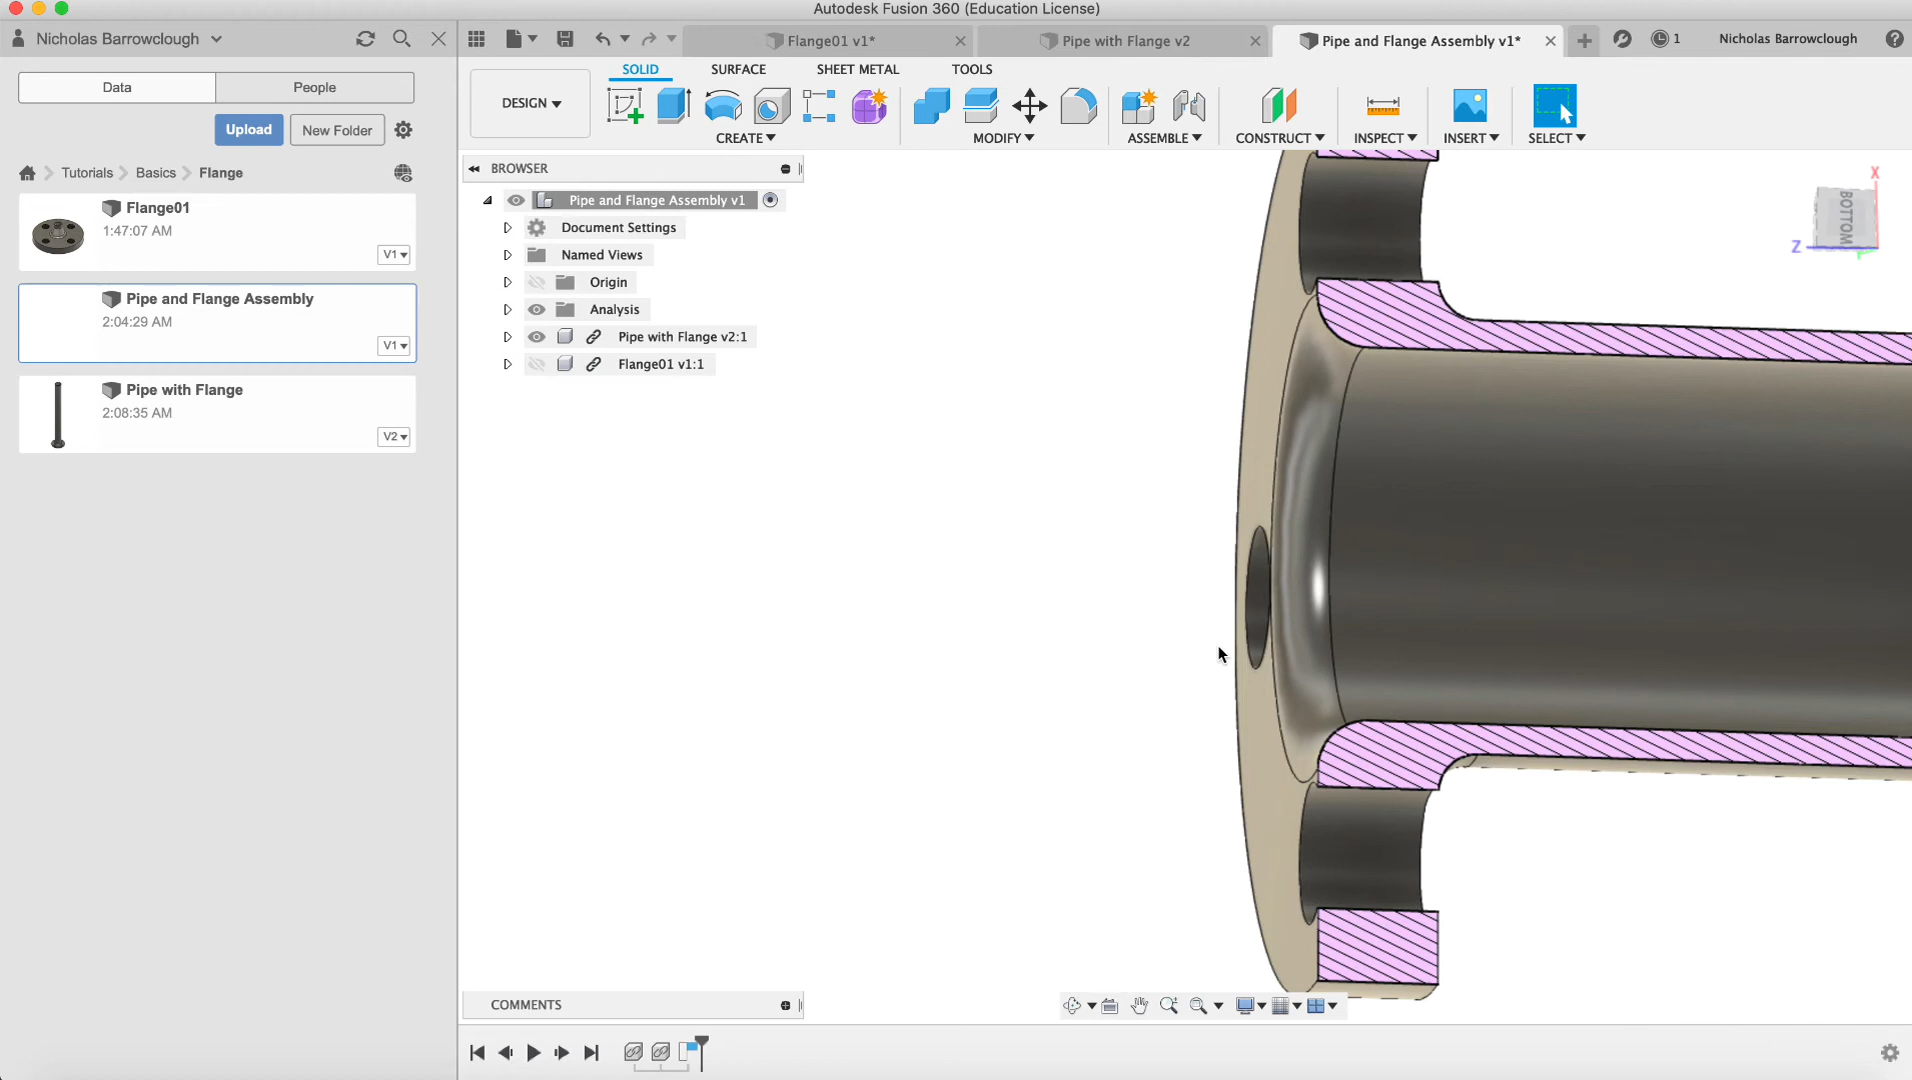 Autodesk Fusion 360 (Education License)
Nicholas Barrowclough
Flange01 v1*
Pipe with Flange v2
Pipe and Flange Assembly v1*
1
Nicholas Barrowclough
Data
People
SOLID
SURFACE
SHEET METAL
TOOLS
DESIGN
Upload
New Folder
CREATE
MODIFY
ASSEMBLE
CONSTRUCT
INSPECT
INSERT
SELECT
Tutorials
Basics
Flange
BROWSER
Flange01
1:47:07 AM
V1
Pipe and Flange Assembly
2:04:29 AM
V1
Pipe with Flange
2:08:35 AM
V2
Pipe and Flange Assembly v1
Document Settings
Named Views
Origin
Analysis
Pipe with Flange v2:1
Flange01 v1:1
X
BOTTOM
Z
COMMENTS